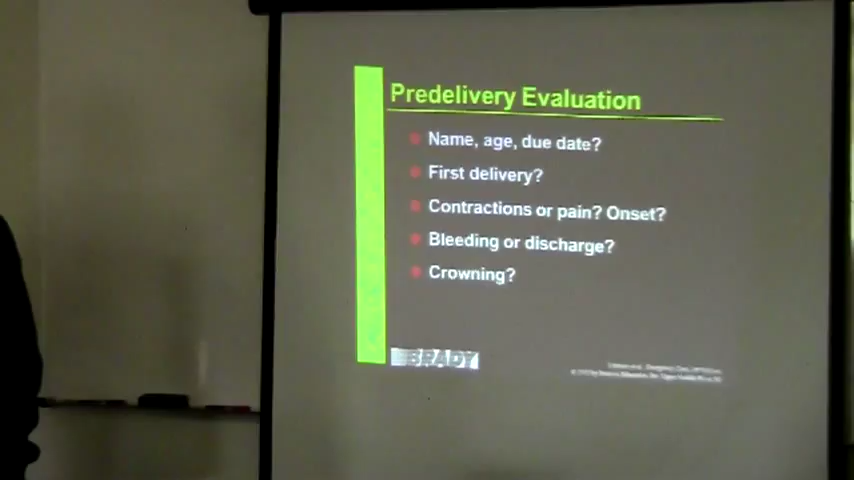 Predelivery Evaluation
Name, age, due date?
First delivery?
Contractions or pain? Onset?
Bleeding or discharge?
Crowning?
BRADY